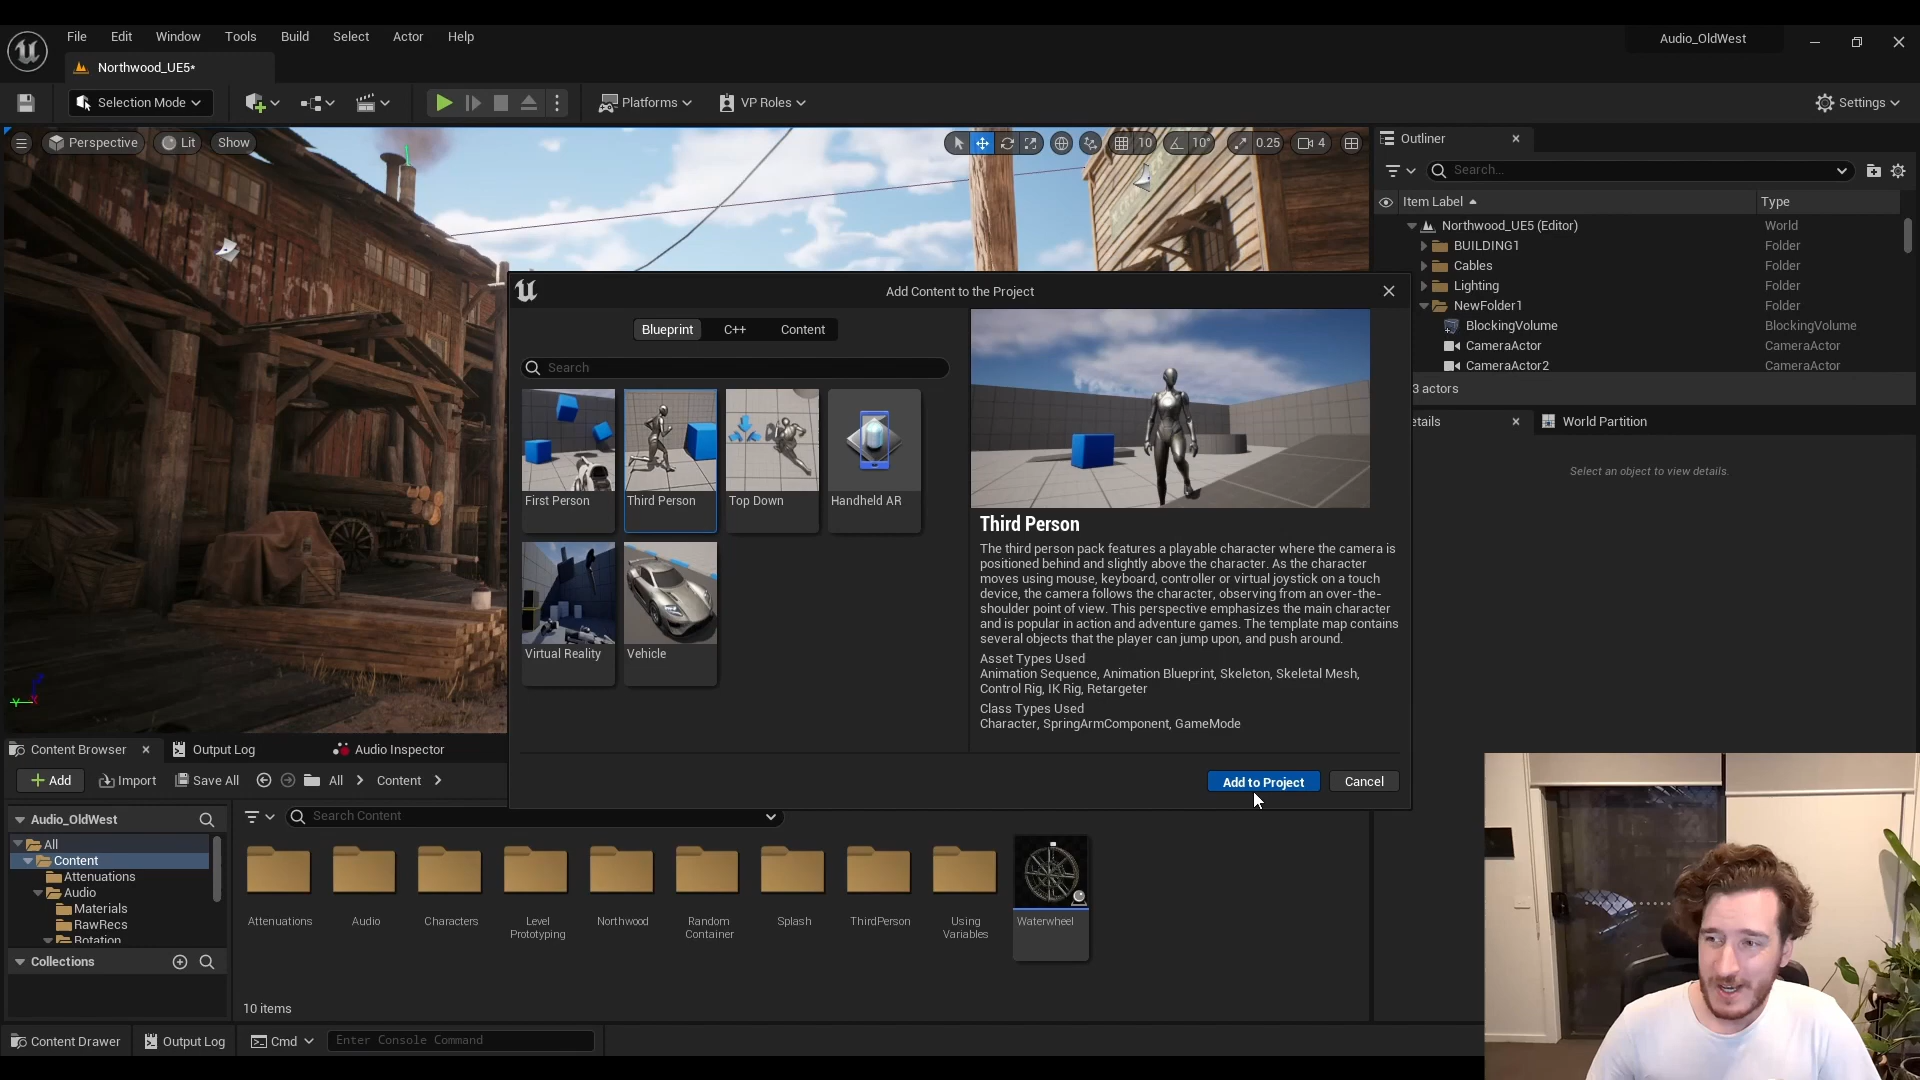 File Edit Window Tools Build Select Actor Help
Audio_OldWest
Northwood_UE5*
Selection Mode
Platforms
VP Roles
Settings
Perspective
Lit
Show
10
10°
0.25
4
Outliner
Search...
Item Label
Type
Northwood_UE5 (Editor) World
BUILDING1 Folder
Cables Folder
Lighting Folder
NewFolder1 Folder
BlockingVolume BlockingVolume
CameraActor CameraActor
CameraActor2 CameraActor
3 actors
etails
World Partition
Select an object to view details.
Add Content to the Project
Blueprint C++ Content
Search
First Person
Third Person
Top Down
Handheld AR
Virtual Reality
Vehicle
Third Person
The third person pack features a playable character where the camera is
positioned behind and slightly above the character. As the character
moves using mouse, keyboard, controller or virtual joystick on a touch
device, the camera follows the character, observing from an over-the-
shoulder point of view. This perspective emphasizes the main character
and is popular in action and adventure games. The template map contains
several objects that the player can jump upon, and push around.
Asset Types Used
Animation Sequence, Animation Blueprint, Skeleton, Skeletal Mesh,
Control Rig, IK Rig, Retargeter
Class Types Used
Character, SpringArmComponent, GameMode
Add to Project
Cancel
Content Browser
Output Log
Audio Inspector
Add
Import
Save All
All
Content
Audio_OldWest
Search Content
All
Content
Attenuations
Audio
Materials
RawRecs
Rotation
Collections
Attenuations
Audio
Characters
Level
Prototyping
Northwood
Random
Container
Splash
ThirdPerson
Using
Variables
Waterwheel
10 items
Content Drawer
Output Log
Cmd
Enter Console Command